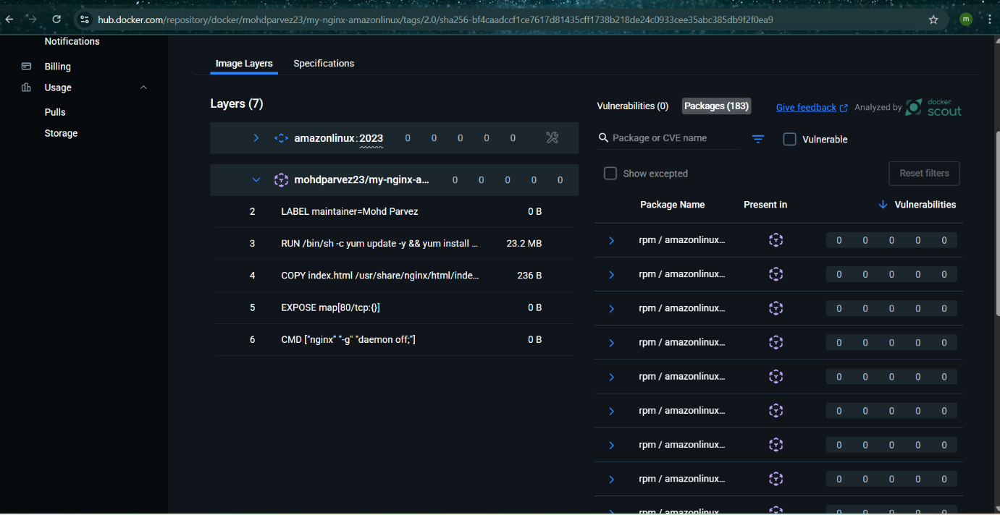 hub.docker.com/repository/docker/mohdparvez23/my-nginx-amazonlinux/tags/2.0/sha256-bf4caadccf1ce7617d81435cff1738b218de24c0933cee35abc385db9f2f0ea9
m
Notifications
Billing
Usage
Pulls
Storage
Image Layers Specifications
Layers (7)
amazonlinux:2023 0 0 0 0 0
mohdparvez23/my-nginx-a... 0 0 0 0 0
2 LABEL maintainer=Mohd Parvez 0 B
3 RUN /bin/sh -c yum update -y && yum install ... 23.2 MB
4 COPY index.html /usr/share/nginx/html/inde... 236 B
5 EXPOSE map[80/tcp:{}] 0 B
6 CMD ["nginx" "-g" "daemon off;"] 0 B
Vulnerabilities (0) Packages (183) Give feedback Analyzed by docker scout
Package or CVE name Vulnerable
Show excepted Reset filters
Package Name Present in Vulnerabilities
rpm / amazonlinux... 0 0 0 0 0
rpm / amazonlinux... 0 0 0 0 0
rpm / amazonlinux... 0 0 0 0 0
rpm / amazonlinux... 0 0 0 0 0
rpm / amazonlinux... 0 0 0 0 0
rpm / amazonlinux... 0 0 0 0 0
rpm / amazonlinux... 0 0 0 0 0
rpm / amazonlinux... 0 0 0 0 0
rpm / amazonlinux... 0 0 0 0 0